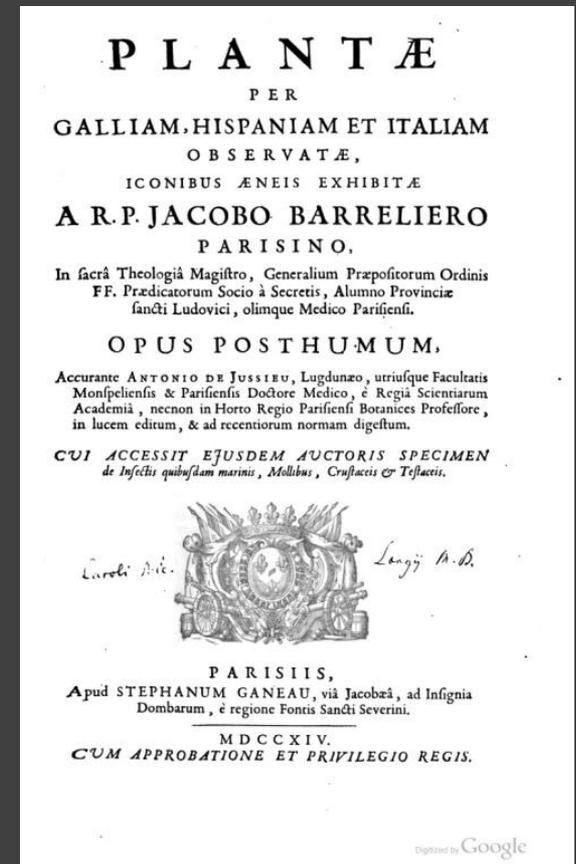 PLANTÆ
PER
GALLIAM, HISPANIAM ET ITALIAM
OBSERVATÆ,
ICONIBUS ÆNEIS EXHIBITÆ
A R. P. JACOBO BARRELIERO
PARISINO,
In ſacrâ Theologiâ Magiſtro, Generalium Præpoſitorum Ordinis
FF. Prædicatorum Socio à Secretis, Alumno Provinciæ
ſancti Ludovici, olimque Medico Pariſienſi.
OPUS POSTHUMUM,
Accurante ANTONIO DE JUSSIEU, Lugdunæo, utriuſque Facultatis
Monſpelienſis & Pariſienſis Doctore Medico, è Regiâ Scientiarum
Academiâ, necnon in Horto Regio Pariſienſi Botanices Profeſſore,
in lucem editum, & ad recentiorum normam digeſtum.
CUI ACCESSIT EJUSDEM AUCTORIS SPECIMEN
de Inſectis quibuſdam marinis, Mollibus, Cruſtaceis & Teſtaceis.
Caroli
Longij M. D.
PARISIIS,
Apud STEPHANUM GANEAU, viâ Jacobæâ, ad Inſignia
Dombarum, è regione Fontis Sancti Severini.
MDCCXIV.
CUM APPROBATIONE ET PRIVILEGIO REGIS.
Digitized by Google